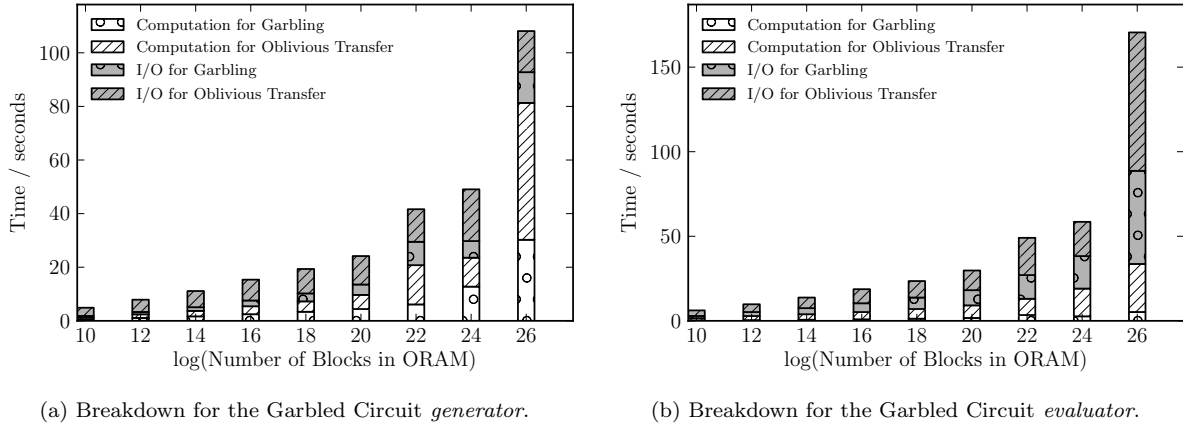 Time / seconds
100
80
60
40
20
0
Computation for Garbling
Computation for Oblivious Transfer
I/O for Garbling
I/O for Oblivious Transfer
10 12 14 16 18 20 22 24 26
log(Number of Blocks in ORAM)
(a) Breakdown for the Garbled Circuit generator.
Time / seconds
150
100
50
0
Computation for Garbling
Computation for Oblivious Transfer
I/O for Garbling
I/O for Oblivious Transfer
10 12 14 16 18 20 22 24 26
log(Number of Blocks in ORAM)
(b) Breakdown for the Garbled Circuit evaluator.